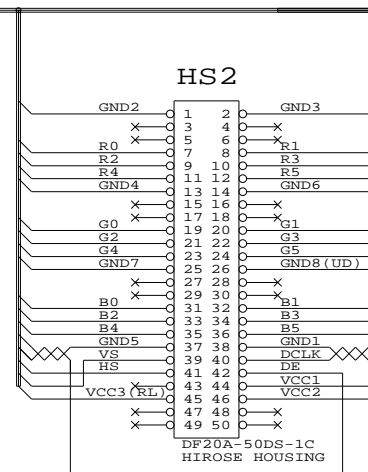 HS2
GND2 1 2 GND3
3 4
5 6
R0 7 8 R1
R2 9 10 R3
R4 11 12 R5
GND4 13 14 GND6
15 16
17 18
G0 19 20 G1
G2 21 22 G3
G4 23 24 G5
GND7 25 26 GND8(UD)
27 28
29 30
B0 31 32 B1
B2 33 34 B3
B4 35 36 B5
GND5 37 38 GND1
VS 39 40 DCLK
HS 41 42 DE
43 44 VCC1
VCC3(RL) 45 46 VCC2
47 48
49 50
DF20A-50DS-1C
HIROSE HOUSING